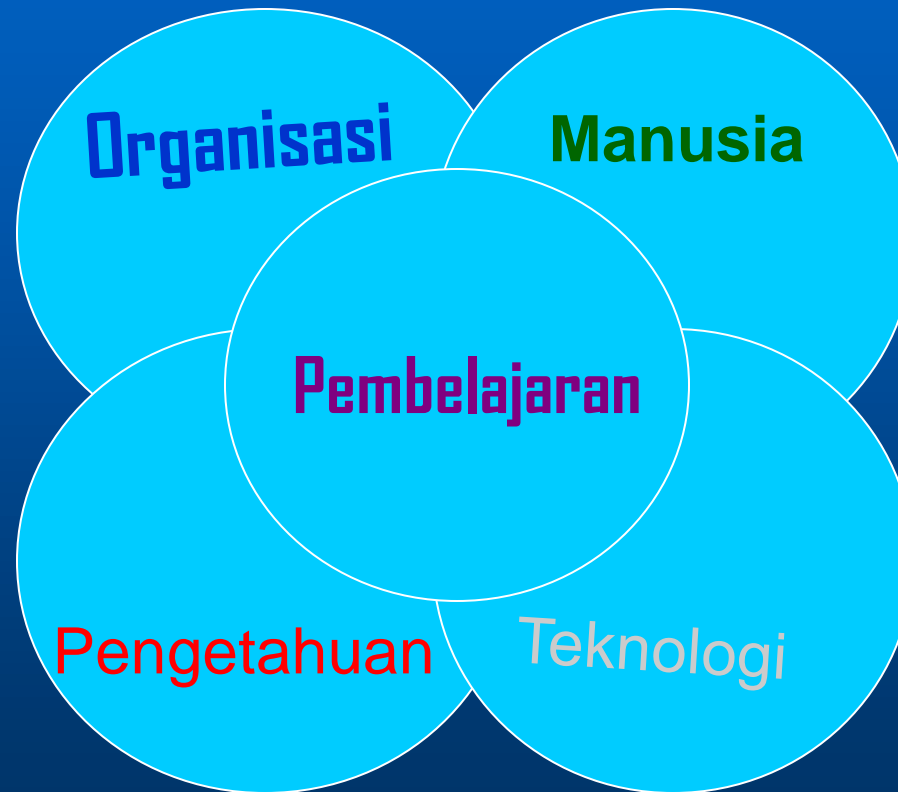 Organisasi
Manusia
Pembelajaran
Pengetahuan
Teknologi